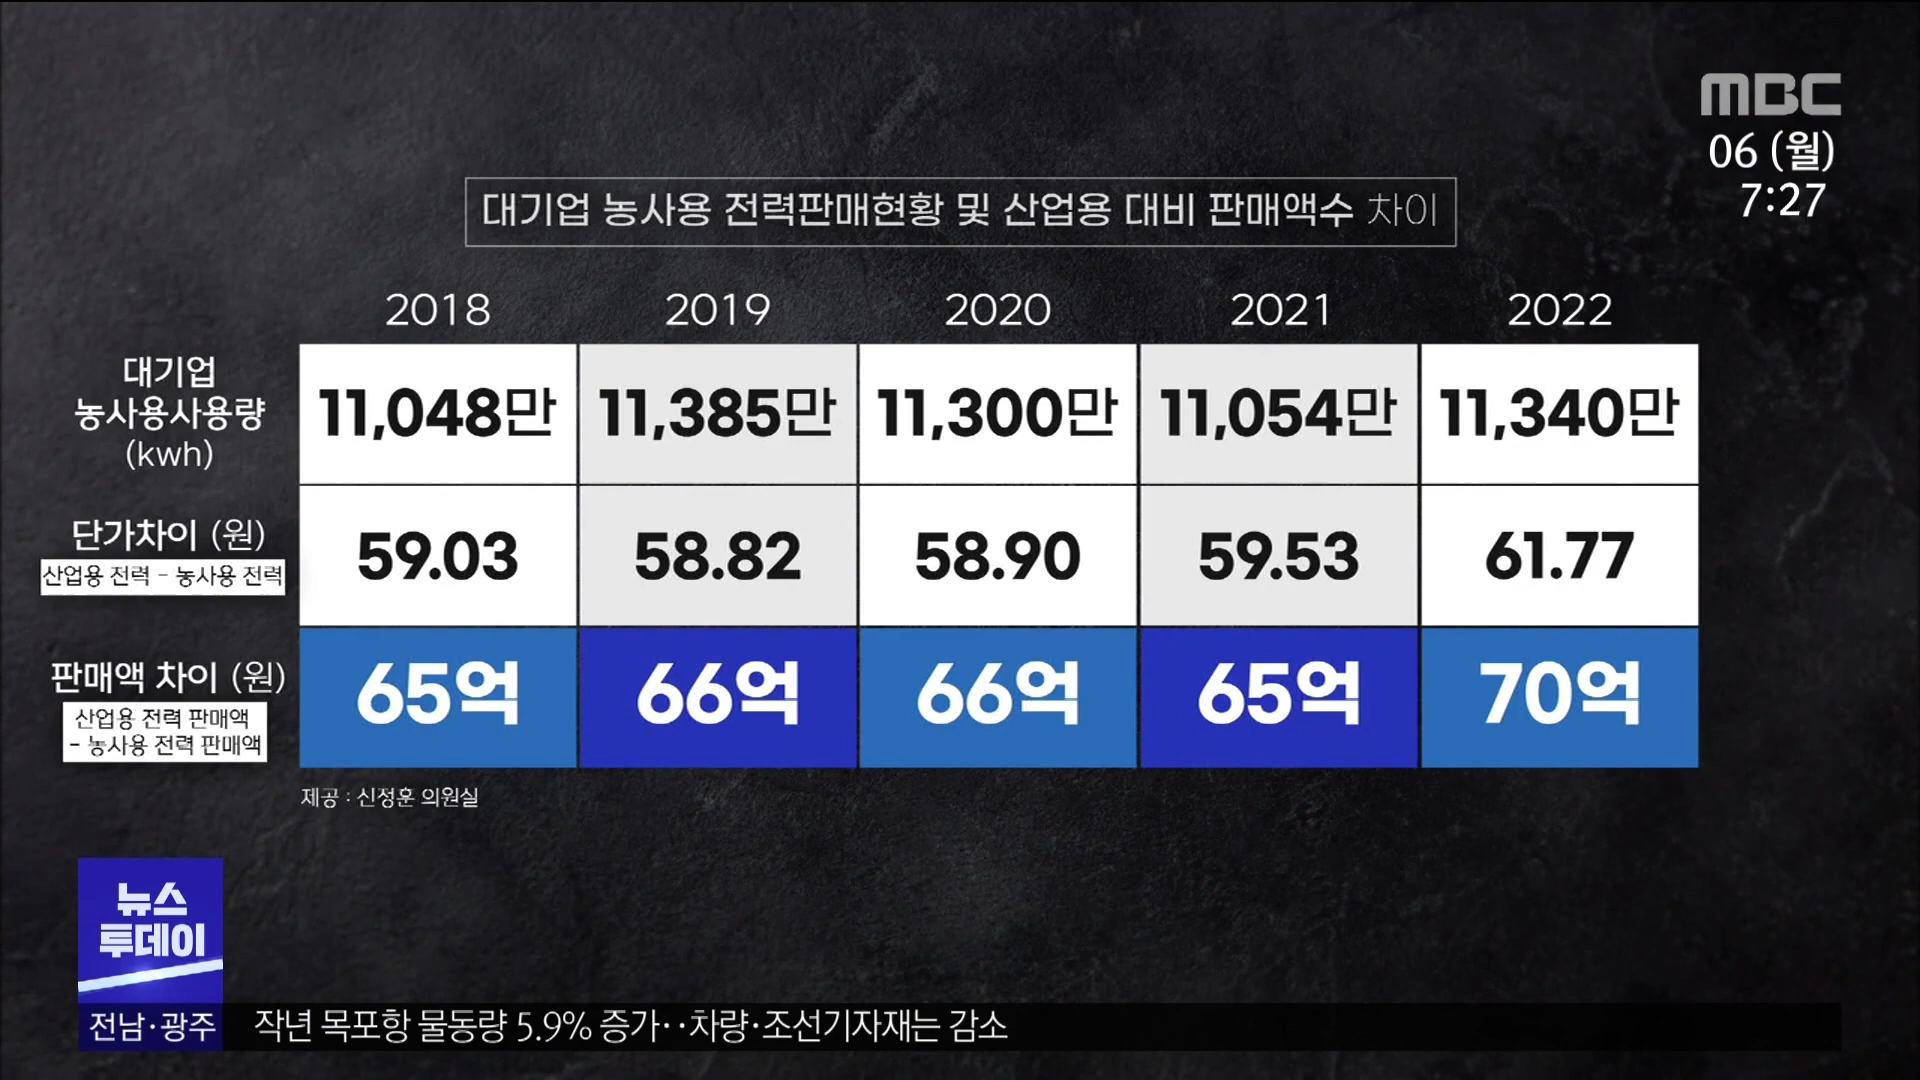 MBC
06 (월)
7:27
대기업 농사용 전력판매현황 및 산업용 대비 판매액수 차이
2018 2019 2020 2021 2022
대기업
농사용사용량
(kwh)
11,048만 11,385만 11,300만 11,054만 11,340만
단가차이 (원)
산업용 전력 - 농사용 전력
59.03 58.82 58.90 59.53 61.77
판매액 차이 (원)
산업용 전력 판매액
- 농사용 전력 판매액
65억 66억 66억 65억 70억
제공 : 신정훈 의원실
뉴스
투데이
전남·광주
작년 목포항 물동량 5.9% 증가··차량·조선기자재는 감소